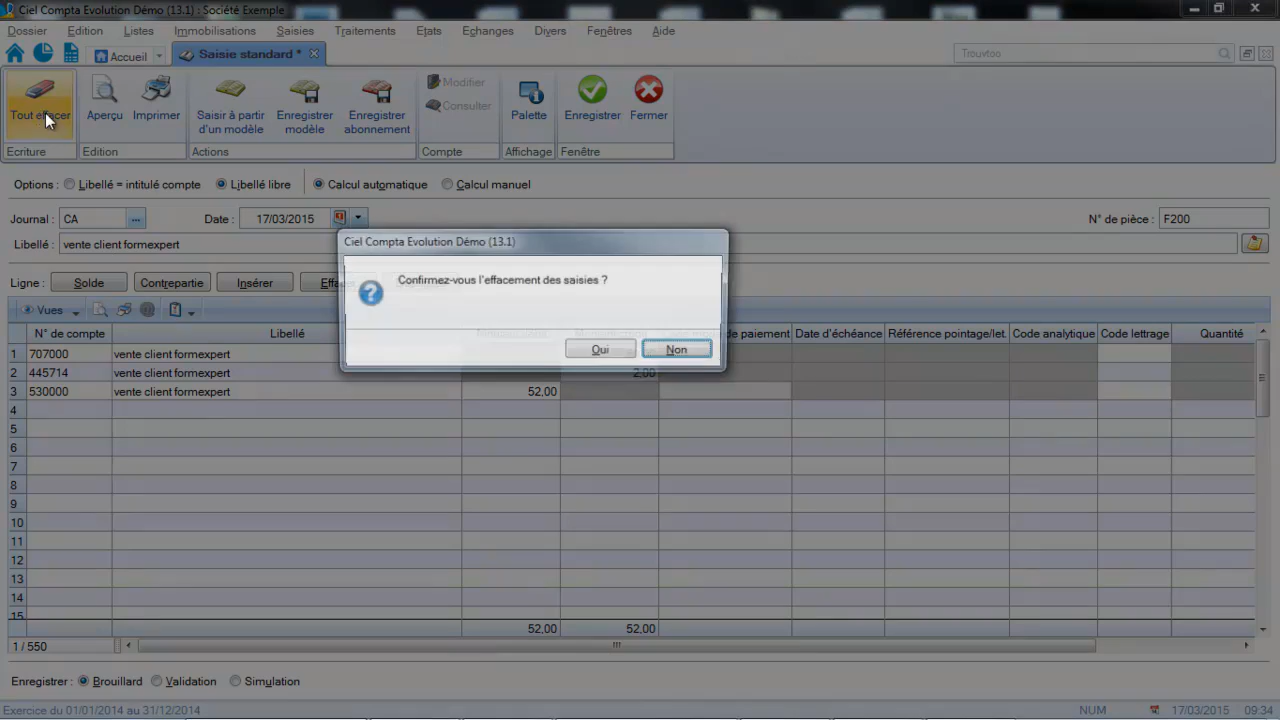 Ciel Compta Evolution Démo (13.1) : Société Exemple
Dossier Edition Listes Immobilisations Saisies Traitements Etats Echanges Divers Fenêtres Aide
Accueil Saisie standard * Trouvtoo
Tout effacer Aperçu Imprimer Saisir à partir d'un modèle Enregistrer modèle Enregistrer abonnement Modifier Consulter Palette Enregistrer Fermer
Ecriture Edition Actions Compte Affichage Fenêtre
Options : Libellé = intitulé compte Libellé libre Calcul automatique Calcul manuel
Journal : CA ... Date : 17/03/2015 N° de pièce : F200
Libellé : vente client formexpert
Ciel Compta Evolution Démo (13.1)
Confirmez-vous l'effacement des saisies ?
Oui Non
Ligne : Solde Contrepartie Insérer
Vues
N° de compte Libellé de paiement Date d'échéance Référence pointage/let. Code analytique Code lettrage Quantité
1 707000 vente client formexpert
2 445714 vente client formexpert 2,00
3 530000 vente client formexpert 52,00
4
5
6
7
8
9
10
11
12
13
14
15
52,00 52,00
1 / 550
Enregistrer : Brouillard Validation Simulation
Exercice du 01/01/2014 au 31/12/2014 NUM 17/03/2015 09:34